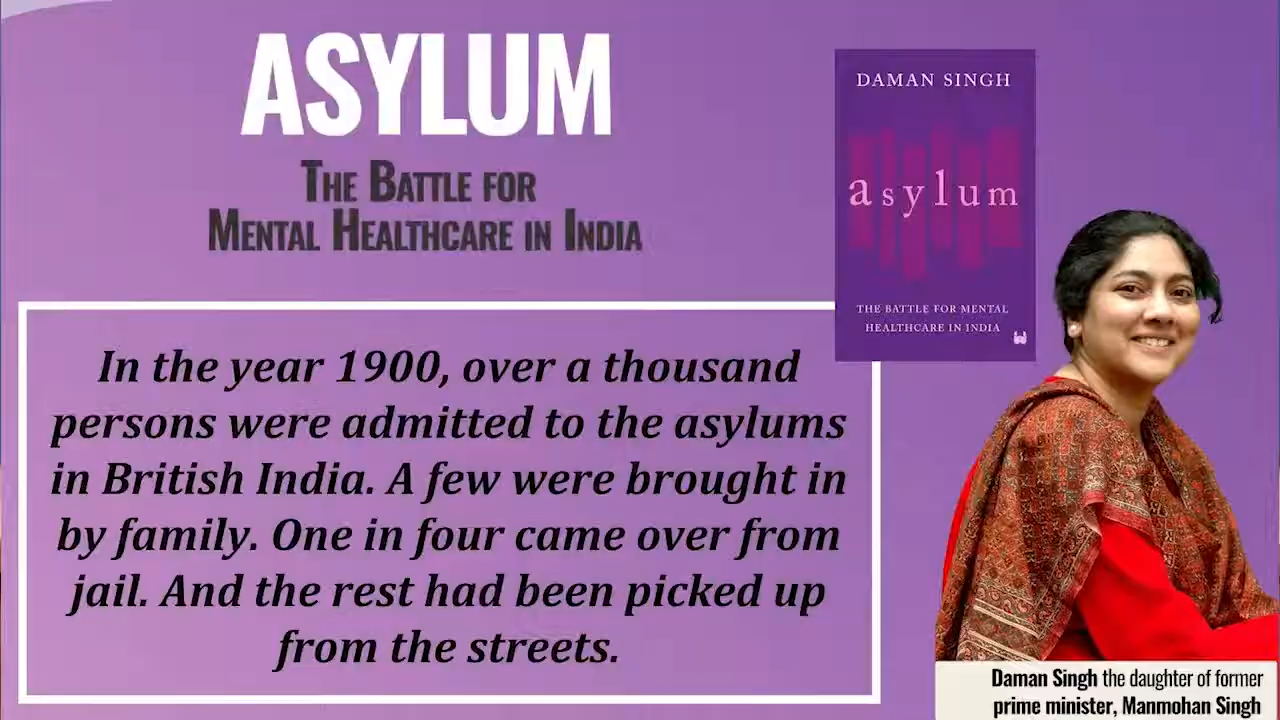 ASYLUM
THE BATTLE FOR
MENTAL HEALTHCARE IN INDIA
DAMAN SINGH
asylum
THE BATTLE FOR MENTAL
HEALTHCARE IN INDIA
In the year 1900, over a thousand
persons were admitted to the asylums
in British India. A few were brought in
by family. One in four came over from
jail. And the rest had been picked up
from the streets.
Daman Singh the daughter of former
prime minister, Manmohan Singh